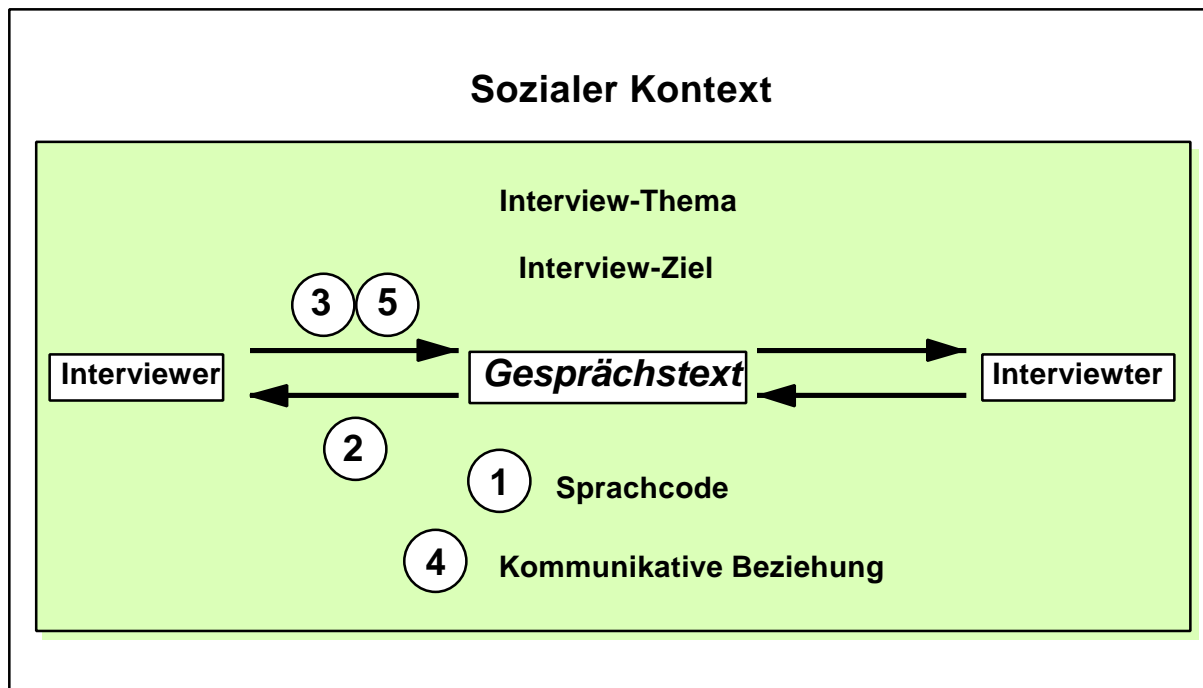 Sozialer Kontext
Interview-Thema
Interview-Ziel
3 5
Interviewer Gesprächstext Interviewter
2
1 Sprachcode
4 Kommunikative Beziehung